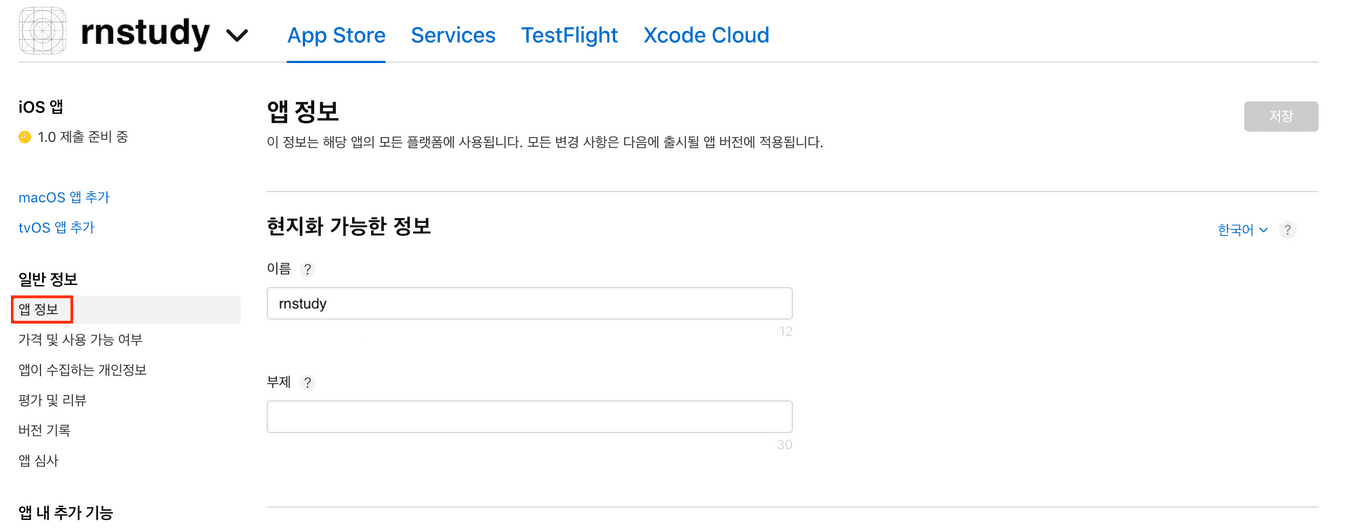 rnstudy App Store Services TestFlight Xcode Cloud
iOS 앱
1.0 제출 준비 중
macOS 앱 추가
tvOS 앱 추가
일반 정보
앱 정보
가격 및 사용 가능 여부
앱이 수집하는 개인정보
평가 및 리뷰
버전 기록
앱 심사
앱 내 추가 기능
앱 정보
저장
이 정보는 해당 앱의 모든 플랫폼에 사용됩니다. 모든 변경 사항은 다음에 출시될 앱 버전에 적용됩니다.
현지화 가능한 정보
한국어 ?
이름 ?
rnstudy
12
부제 ?
30